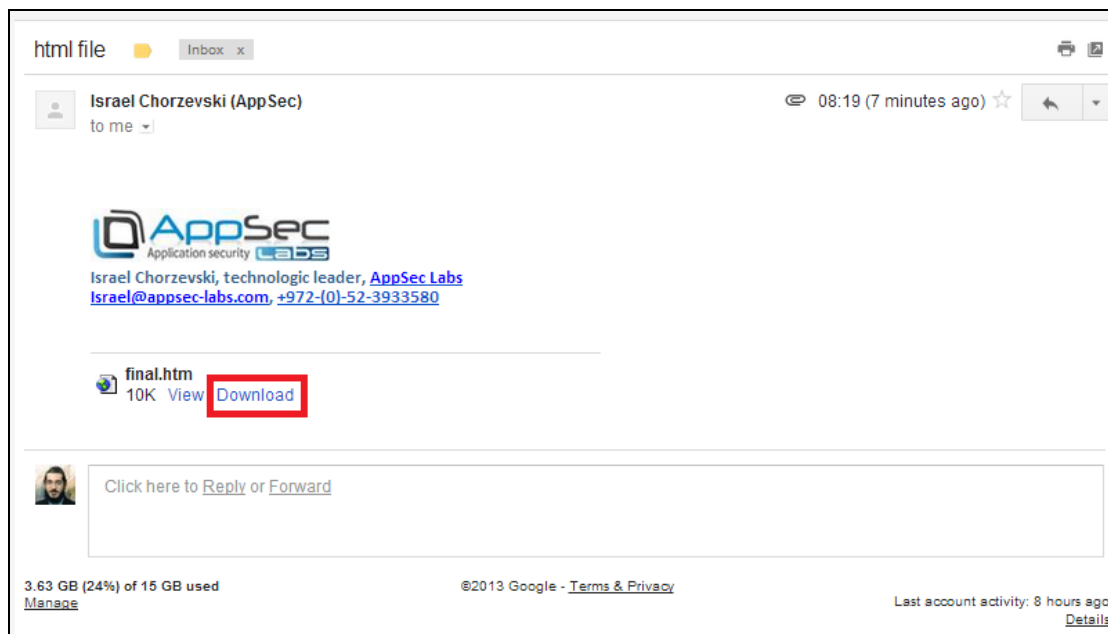 html file Inbox x
Israel Chorzevski (AppSec) 08:19 (7 minutes ago)
to me
AppSec
Application security Labs
Israel Chorzevski, technologic leader, AppSec Labs
Israel@appsec-labs.com, +972-(0)-52-3933580
final.htm
10K View Download
Click here to Reply or Forward
3.63 GB (24%) of 15 GB used ©2013 Google - Terms & Privacy
Manage
Last account activity: 8 hours ago
Details